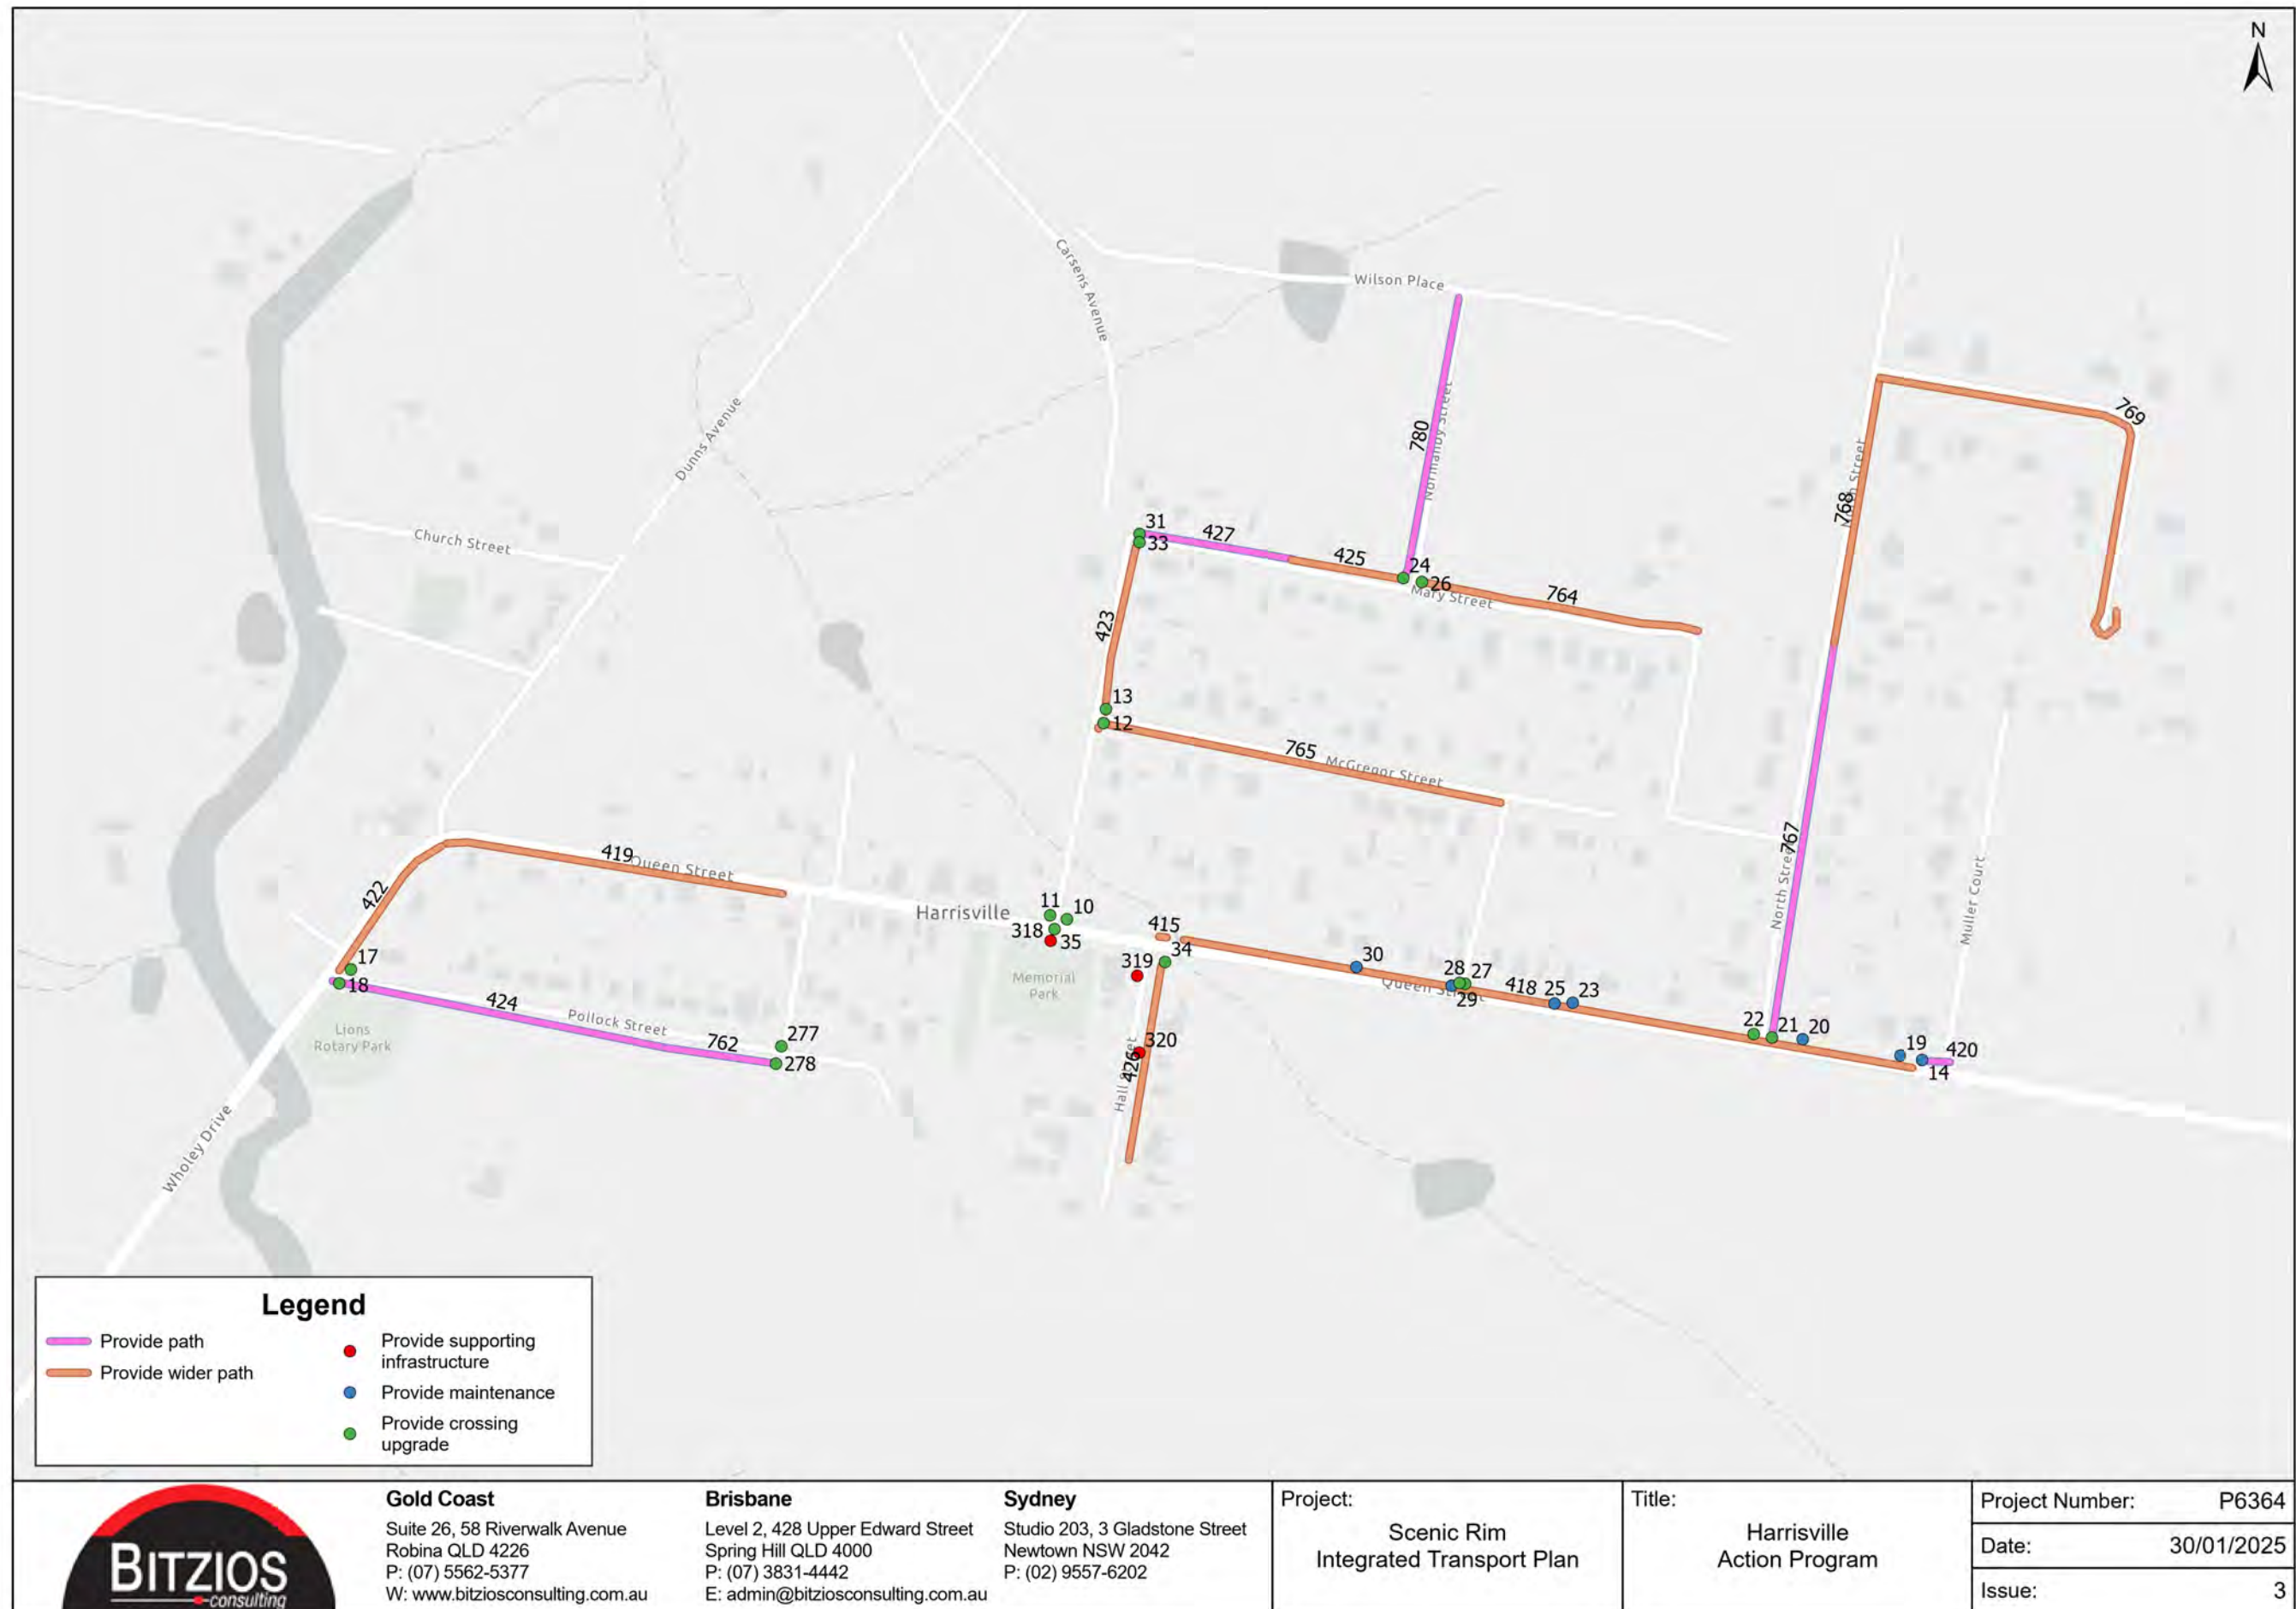 N
Carsens Avenue
Wilson Place
769
Dunns Avenue
780
Normanby Street
768
Church Street
31
33
427
425
24
26
Mary Street
764
423
13
12
765
McGregor Street
767
North Street
Muller Court
419
Queen Street
422
Harrisville
11
10
318
35
415
34
319
Memorial
Park
30
28
27
29
Queen Street
418
25
23
22
21
20
19
420
14
17
18
424
Pollock Street
762
277
278
Lions
Rotary Park
320
426
Hall Street
Wholey Drive
Legend
Provide path
Provide wider path
Provide supporting
infrastructure
Provide maintenance
Provide crossing
upgrade
BITZIOS
consulting
Gold Coast
Suite 26, 58 Riverwalk Avenue
Robina QLD 4226
P: (07) 5562-5377
W: www.bitziosconsulting.com.au
Brisbane
Level 2, 428 Upper Edward Street
Spring Hill QLD 4000
P: (07) 3831-4442
E: admin@bitziosconsulting.com.au
Sydney
Studio 203, 3 Gladstone Street
Newtown NSW 2042
P: (02) 9557-6202
Project:
Scenic Rim
Integrated Transport Plan
Title:
Harrisville
Action Program
Project Number: P6364
Date: 30/01/2025
Issue: 3